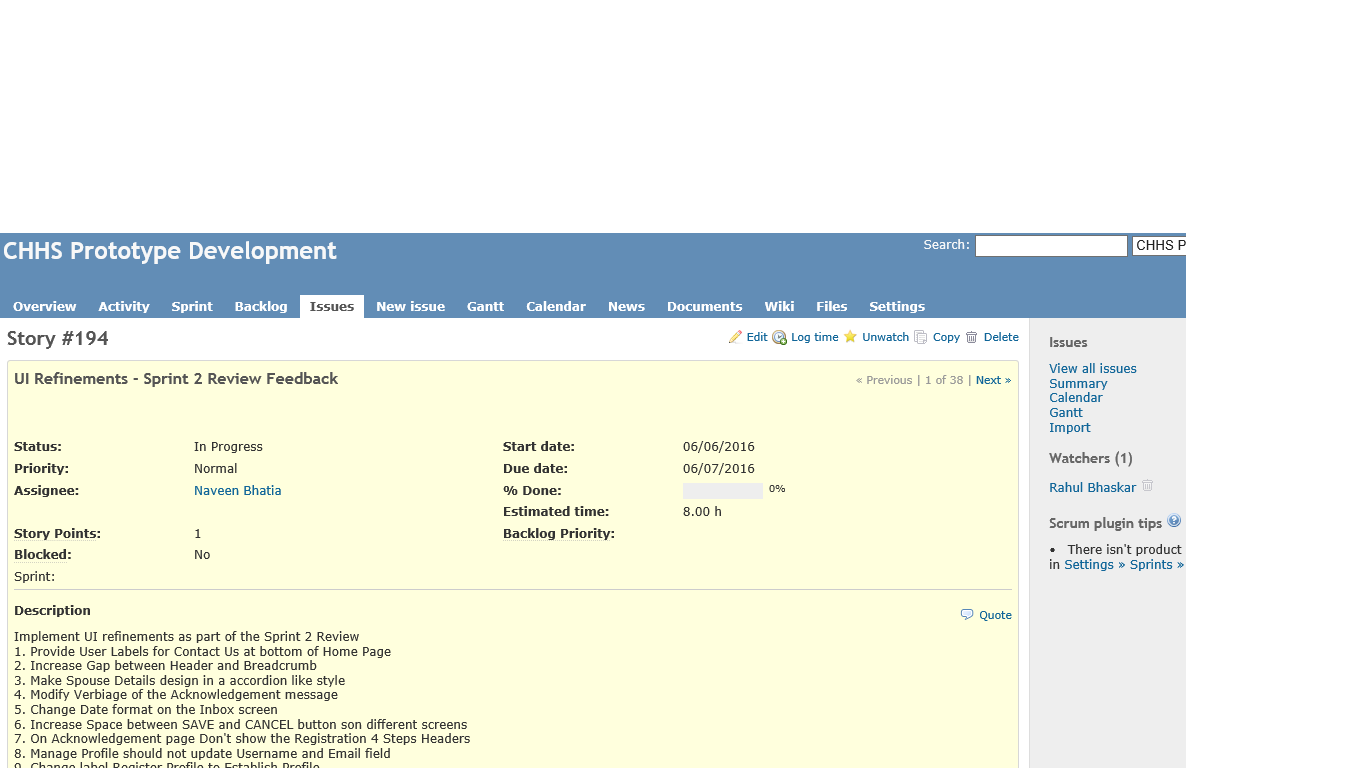 CHHS Prototype Development
Search: CHHS P
Overview Activity Sprint Backlog Issues New issue Gantt Calendar News Documents Wiki Files Settings
Story #194
Edit Log time Unwatch Copy Delete
UI Refinements - Sprint 2 Review Feedback
« Previous | 1 of 38 | Next »
Status: In Progress Start date: 06/06/2016
Priority: Normal Due date: 06/07/2016
Assignee: Naveen Bhatia % Done: 0%
Estimated time: 8.00 h
Story Points: 1 Backlog Priority:
Blocked: No
Sprint:
Description
Quote
Implement UI refinements as part of the Sprint 2 Review
1. Provide User Labels for Contact Us at bottom of Home Page
2. Increase Gap between Header and Breadcrumb
3. Make Spouse Details design in a accordion like style
4. Modify Verbiage of the Acknowledgement message
5. Change Date format on the Inbox screen
6. Increase Space between SAVE and CANCEL button son different screens
7. On Acknowledgement page Don't show the Registration 4 Steps Headers
8. Manage Profile should not update Username and Email field
9. Change label Register Profile to Establish Profile
Issues
View all issues
Summary
Calendar
Gantt
Import
Watchers (1)
Rahul Bhaskar
Scrum plugin tips
• There isn't product
in Settings » Sprints »